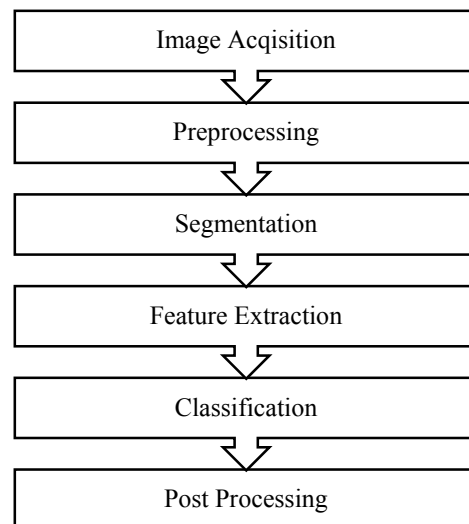 Image Acqisition
Preprocessing
Segmentation
Feature Extraction
Classification
Post Processing